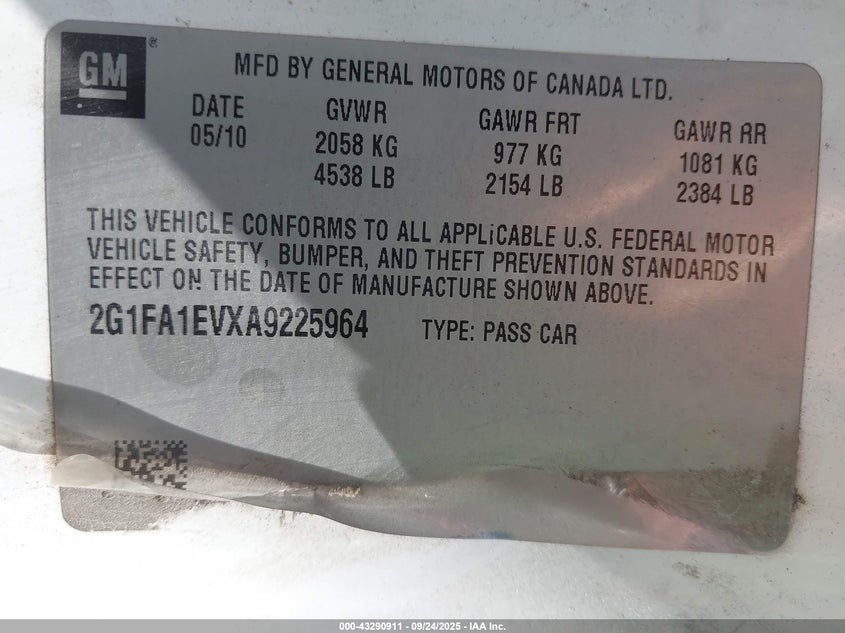 GM®
MFD BY GENERAL MOTORS OF CANADA LTD.
DATE GVWR GAWR FRT GAWR RR
05/10 2058 KG 977 KG 1081 KG
4538 LB 2154 LB 2384 LB
THIS VEHICLE CONFORMS TO ALL APPLiCABLE U.S. FEDERAL MOTOR
VEHICLE SAFETY, BUMPER, AND THEFT PREVENTION STANDARDS IN
EFFECT ON THE DATE OF MANUFACTURE SHOWN ABOVE.
2G1FA1EVXA9225964 TYPE: PASS CAR
000-43290911 - 09/24/2025 - IAA Inc.